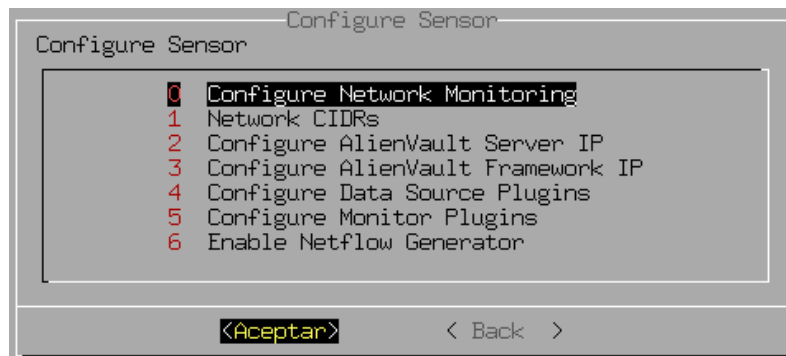 Configure Sensor
Configure Sensor
0 Configure Network Monitoring
1 Network CIDRs
2 Configure AlienVault Server IP
3 Configure AlienVault Framework IP
4 Configure Data Source Plugins
5 Configure Monitor Plugins
6 Enable Netflow Generator
<Aceptar> < Back >